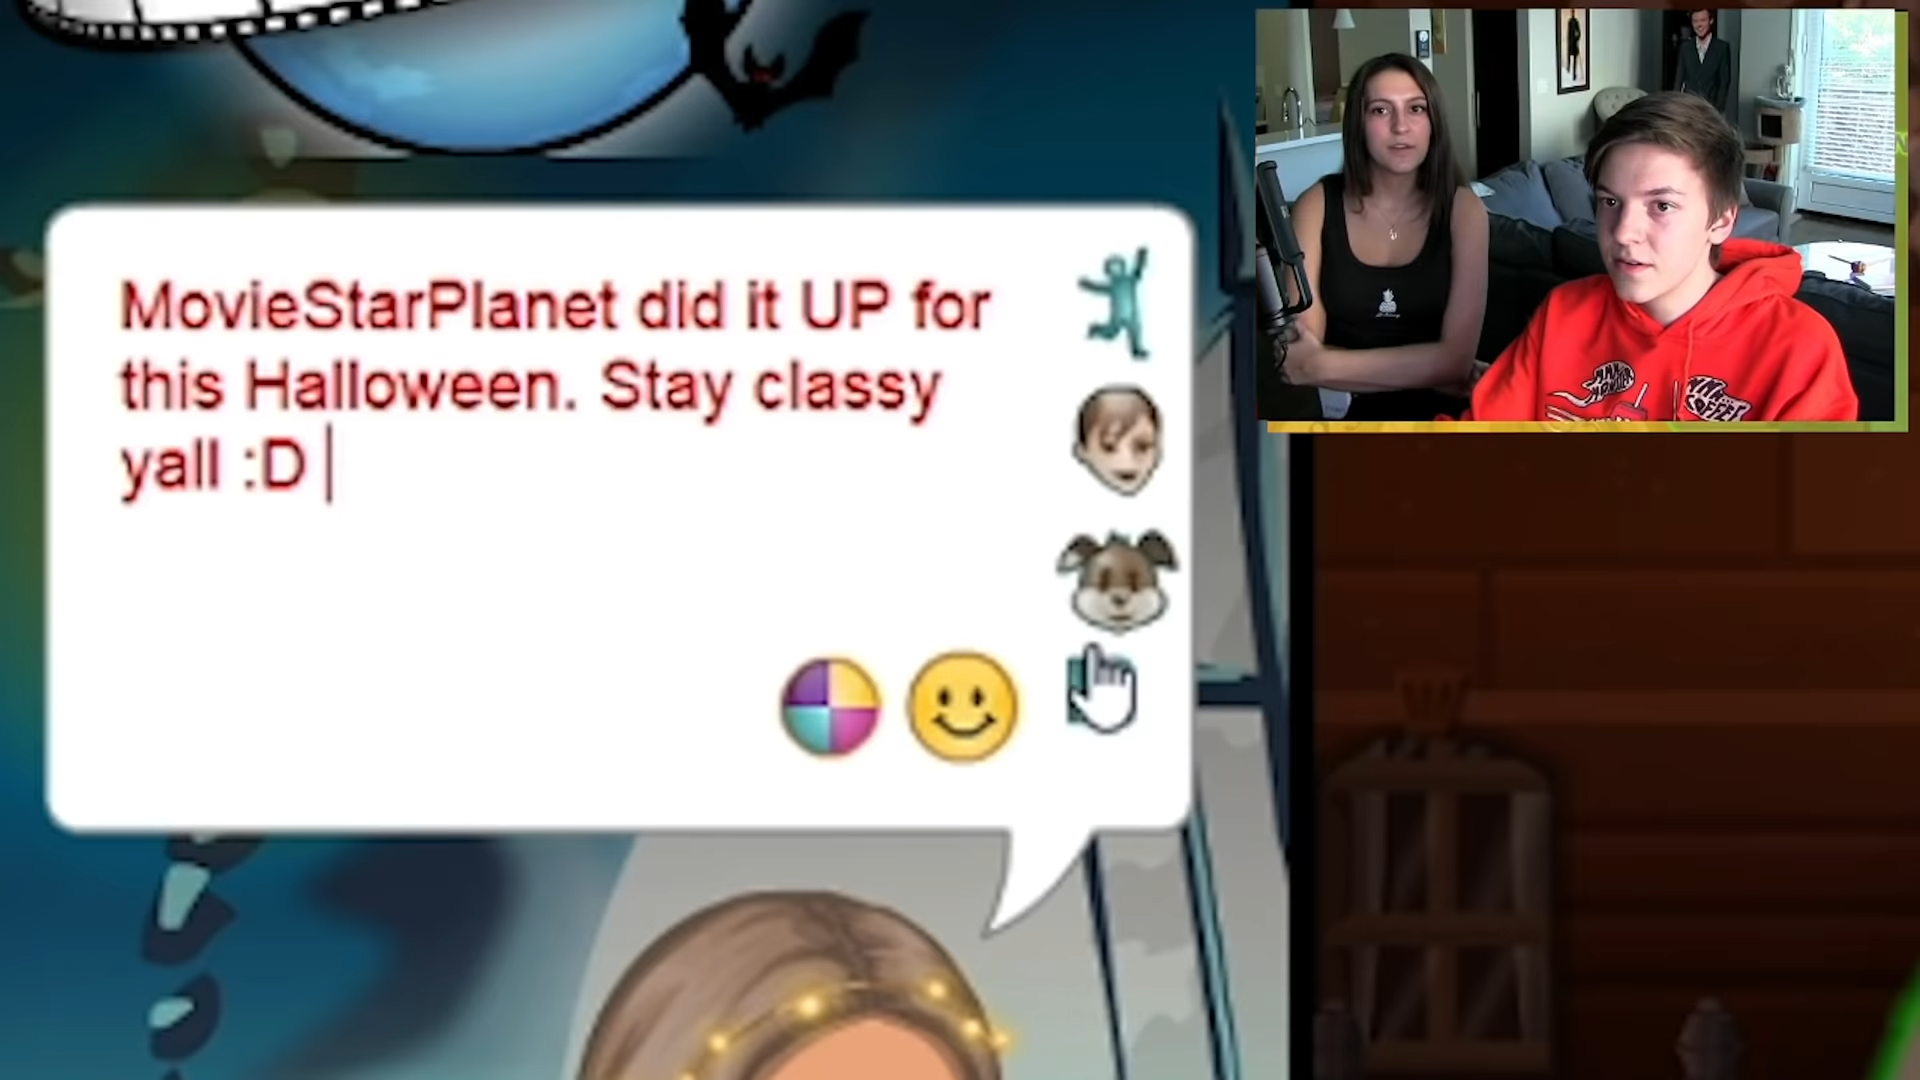 MovieStarPlanet did it UP for
this Halloween. Stay classy
yall :D